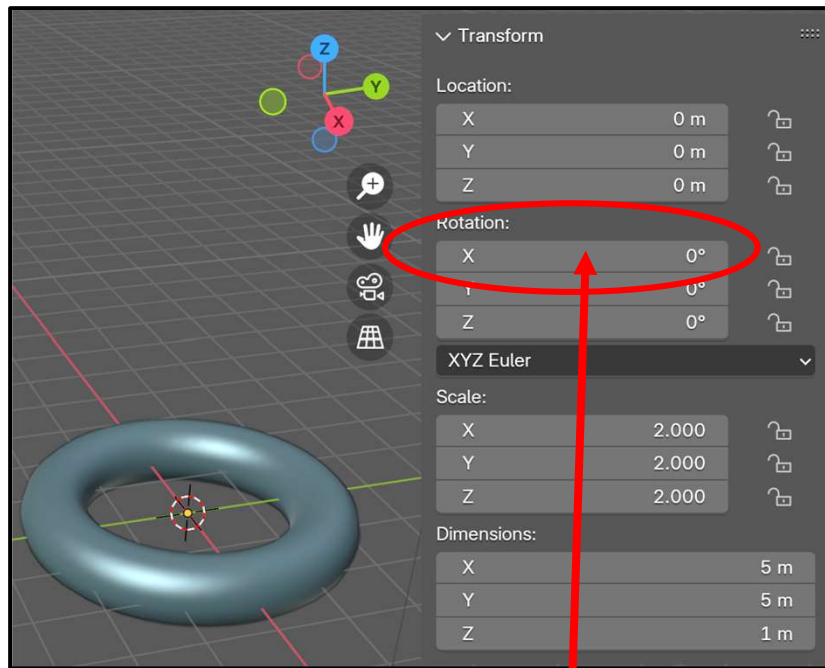 Z
Y
X
Transform
Location:
X 0 m
Y 0 m
Z 0 m
Rotation:
X 0°
Y 0°
Z 0°
XYZ Euler
Scale:
X 2.000
Y 2.000
Z 2.000
Dimensions:
X 5 m
Y 5 m
Z 1 m